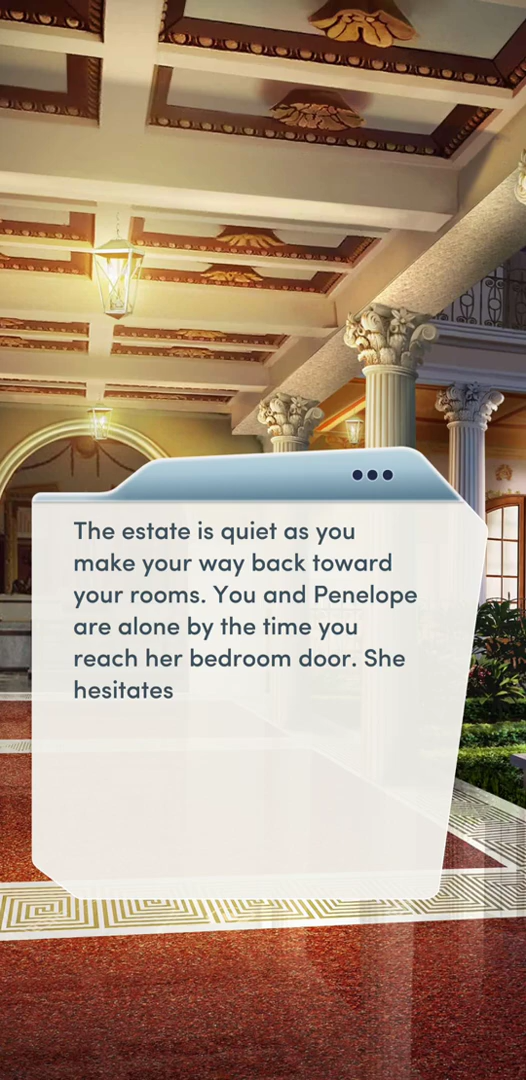 The estate is quiet as you
make your way back toward
your rooms. You and Penelope
are alone by the time you
reach her bedroom door. She
hesitates